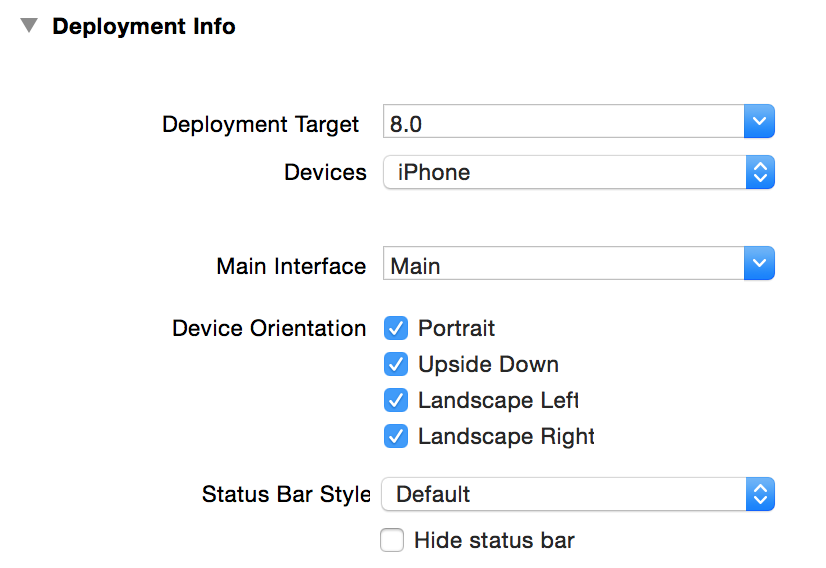 Deployment Info
Deployment Target 8.0
Devices iPhone
Main Interface Main
Device Orientation Portrait
Upside Down
Landscape Left
Landscape Right
Status Bar Style Default
Hide status bar